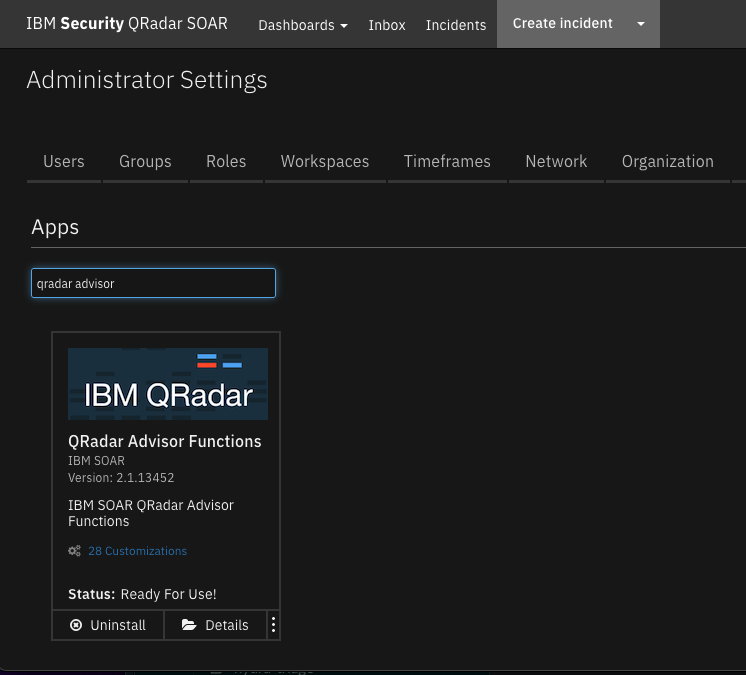 IBM Security QRadar SOAR Dashboards Inbox Incidents Create incident
Administrator Settings
Users Groups Roles Workspaces Timeframes Network Organization
Apps
qradar advisor
IBM QRadar
QRadar Advisor Functions
IBM SOAR
Version: 2.1.13452
IBM SOAR QRadar Advisor
Functions
28 Customizations
Status: Ready For Use!
Uninstall Details